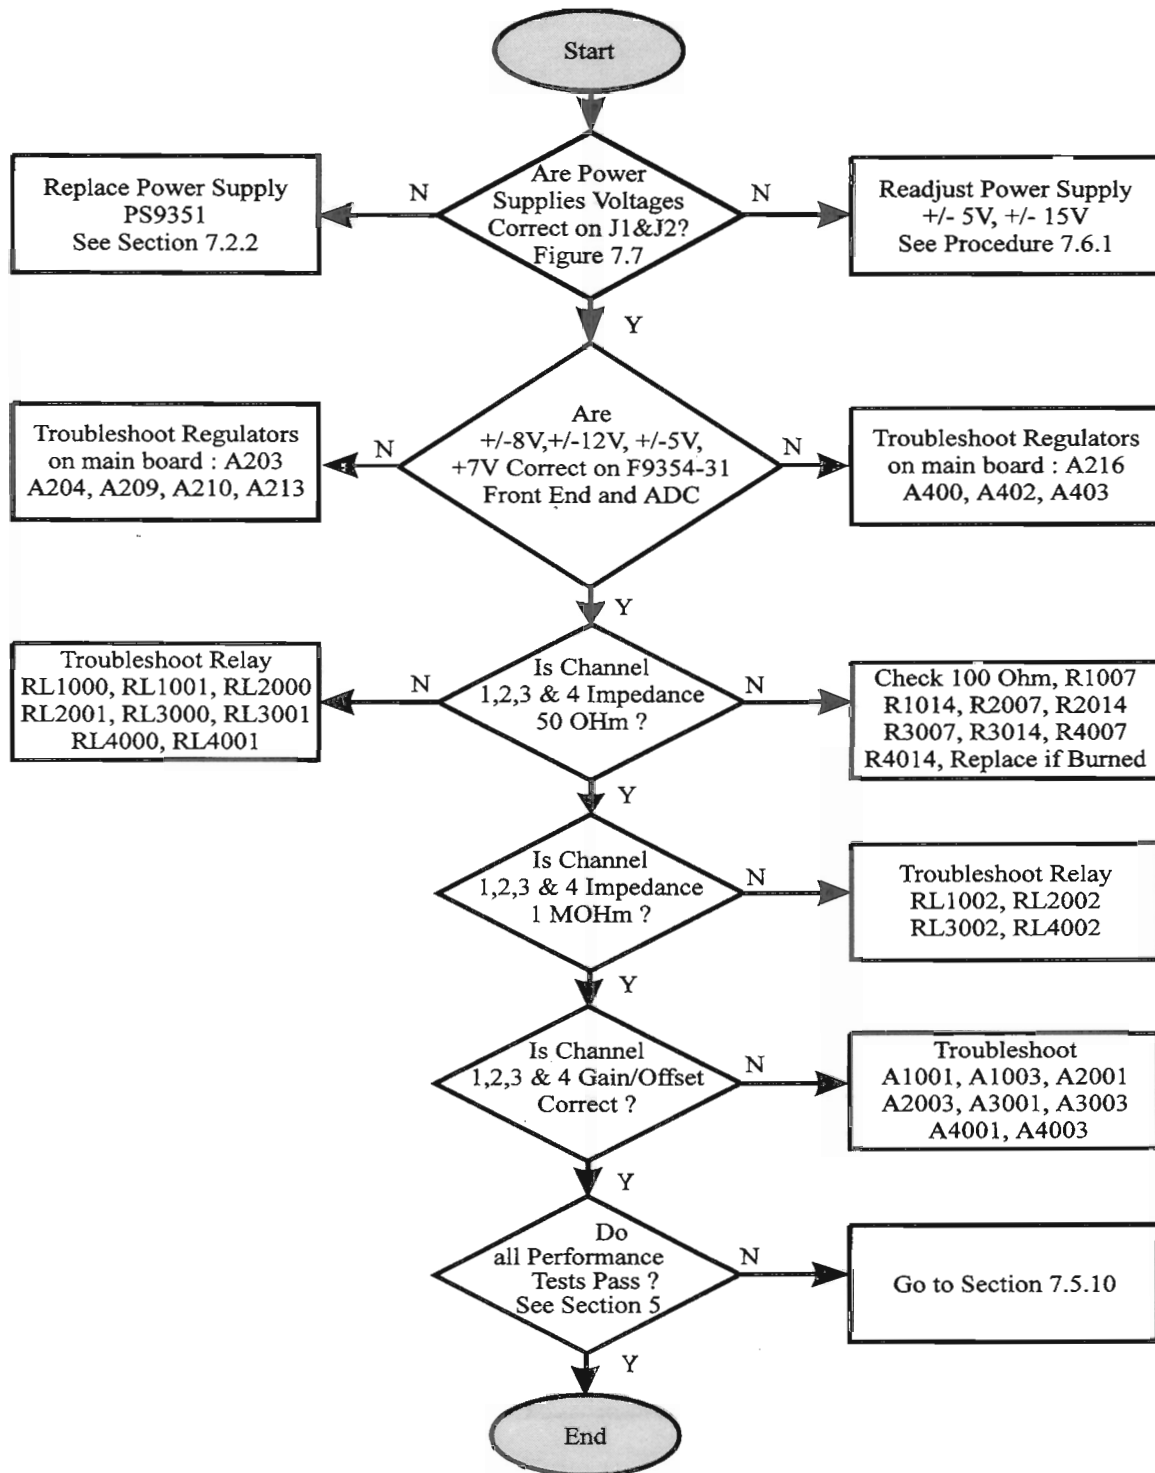 Start
Replace Power Supply
PS9351
See Section 7.2.2
N
Are Power
Supplies Voltages
Correct on J1&J2?
Figure 7.7
N
Readjust Power Supply
+/- 5V, +/- 15V
See Procedure 7.6.1
Y
Troubleshoot Regulators
on main board : A203
A204, A209, A210, A213
N
Are
+/-8V,+/-12V, +/-5V,
+7V Correct on F9354-31
Front End and ADC
N
Troubleshoot Regulators
on main board : A216
A400, A402, A403
Y
Troubleshoot Relay
RL1000, RL1001, RL2000
RL2001, RL3000, RL3001
RL4000, RL4001
N
Is Channel
1,2,3 & 4 Impedance
50 OHm ?
N
Check 100 Ohm, R1007
R1014, R2007, R2014
R3007, R3014, R4007
R4014, Replace if Burned
Y
Is Channel
1,2,3 & 4 Impedance
1 MOHm ?
N
Troubleshoot Relay
RL1002, RL2002
RL3002, RL4002
Y
Is Channel
1,2,3 & 4 Gain/Offset
Correct ?
N
Troubleshoot
A1001, A1003, A2001
A2003, A3001, A3003
A4001, A4003
Y
Do
all Performance
Tests Pass ?
See Section 5
N
Go to Section 7.5.10
Y
End